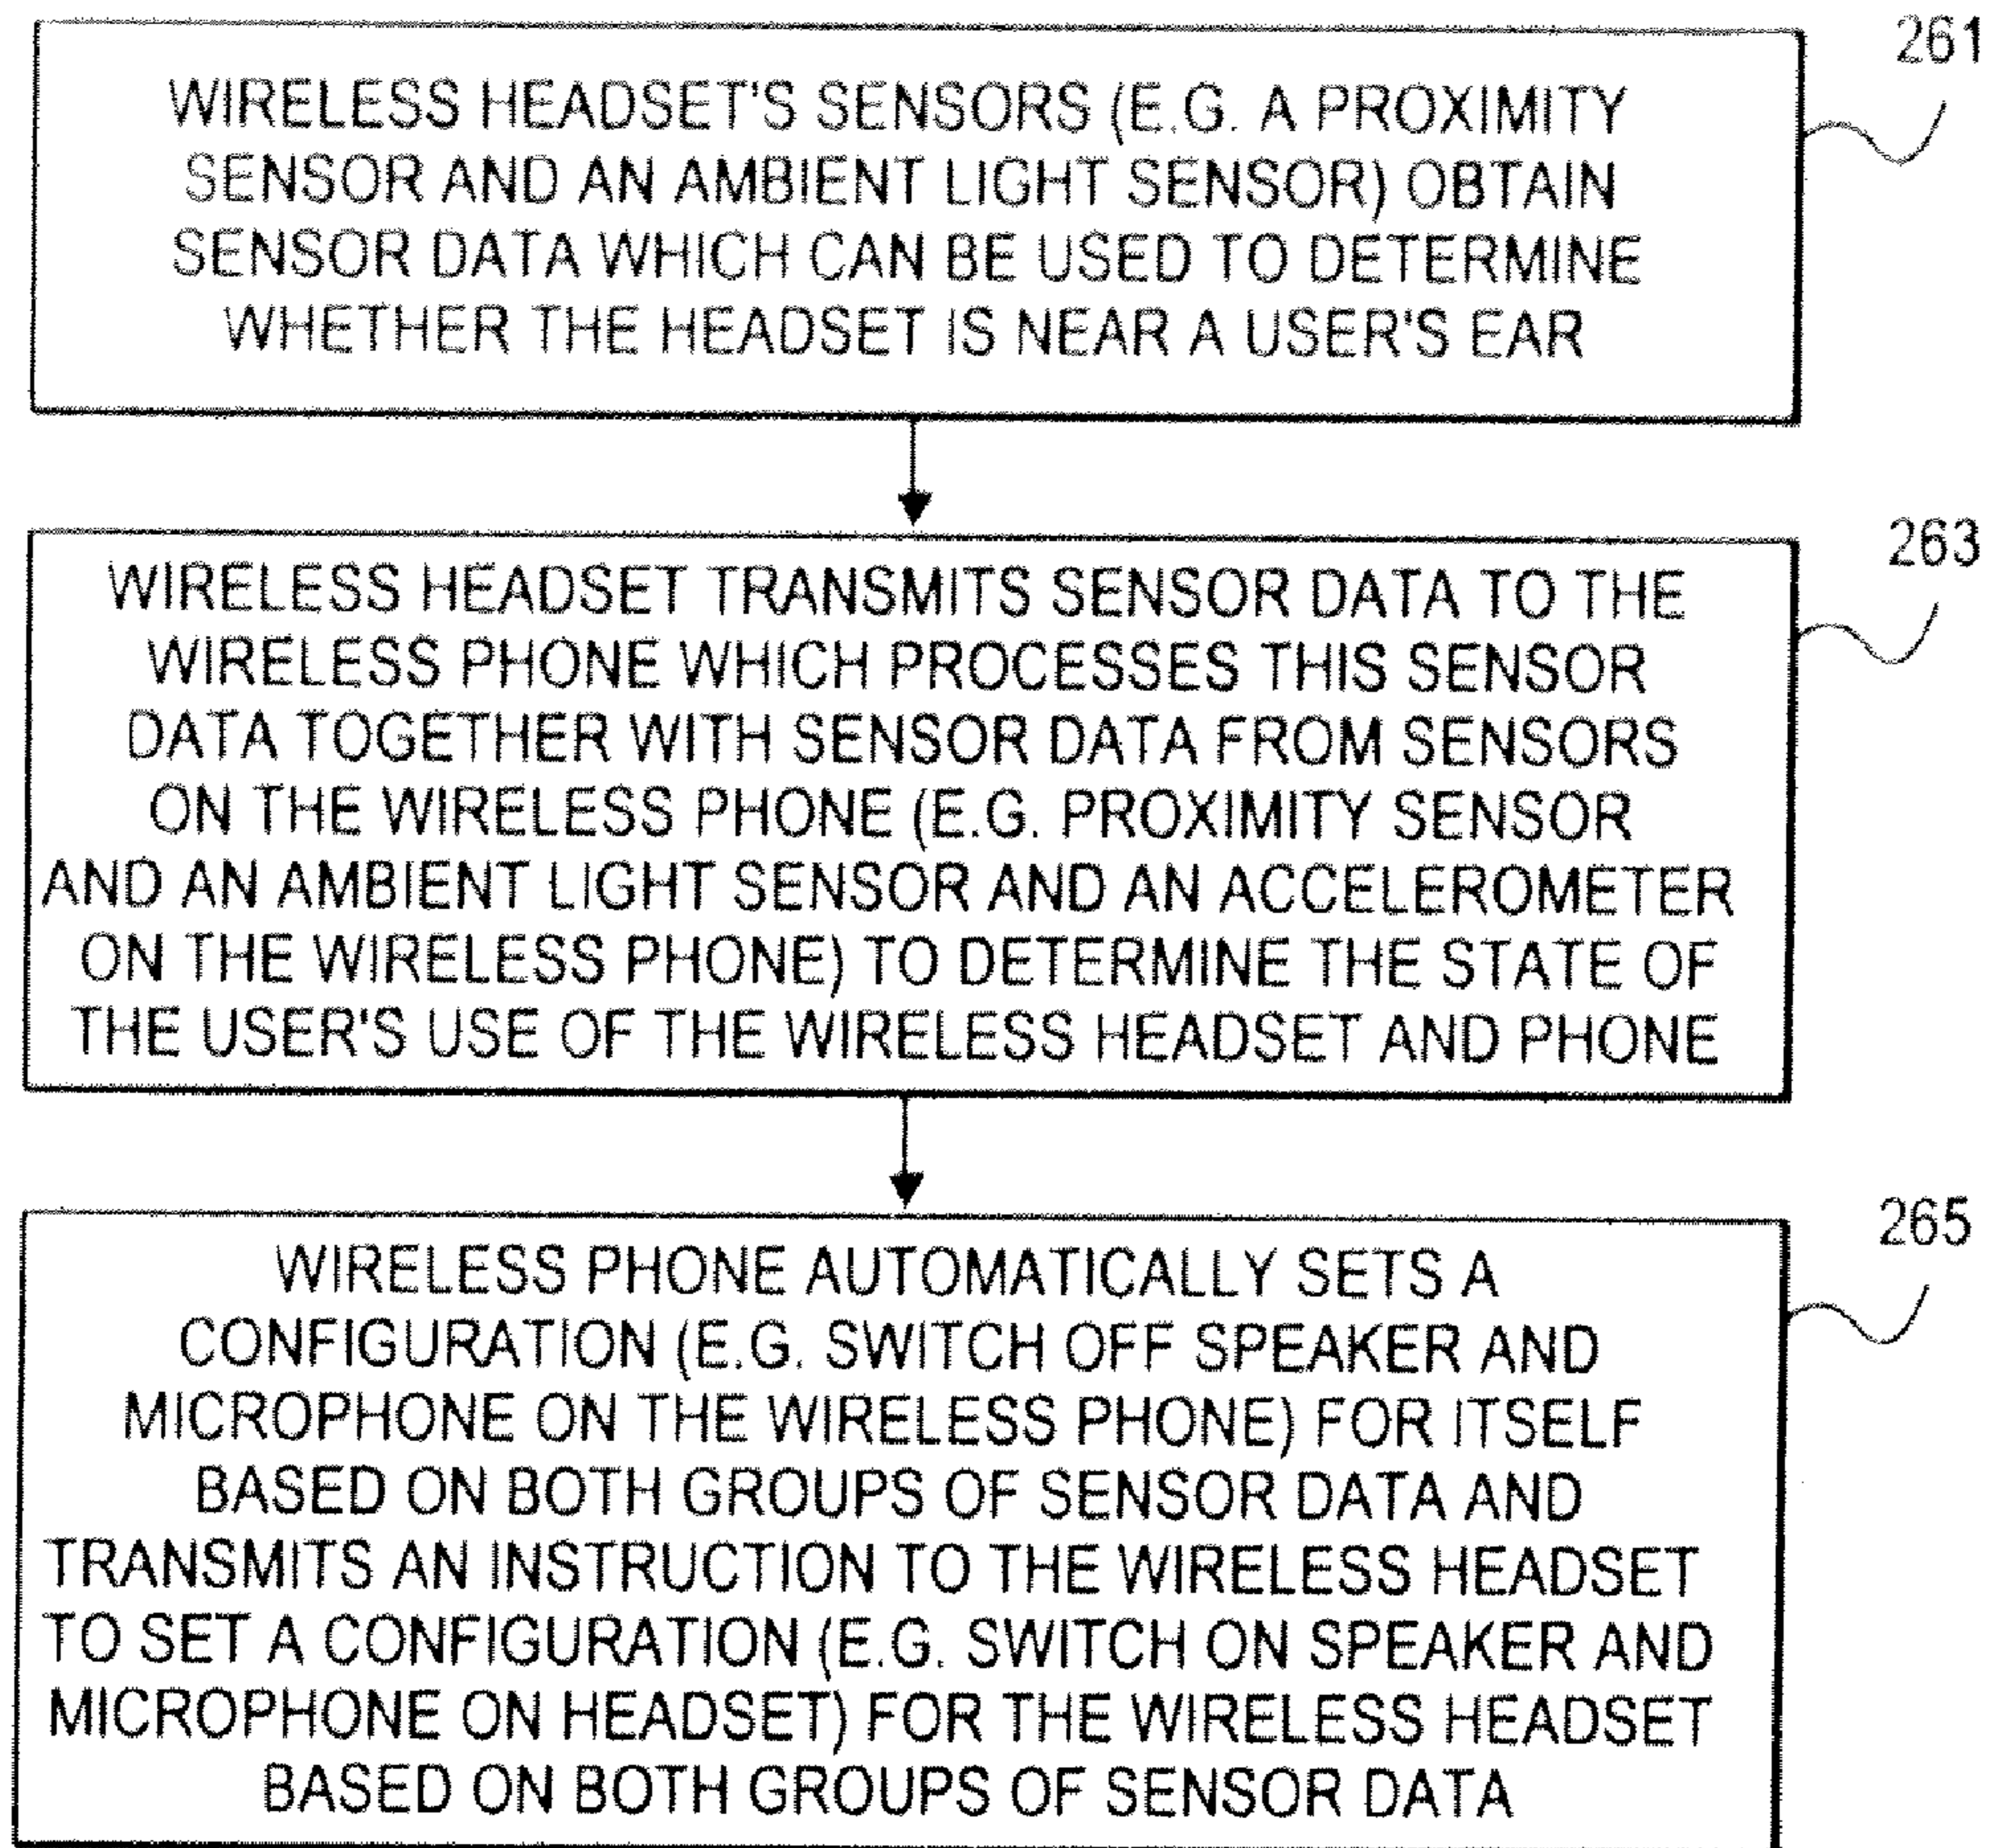 261
WIRELESS HEADSET'S SENSORS (E.G. A PROXIMITY
SENSOR AND AN AMBIENT LIGHT SENSOR) OBTAIN
SENSOR DATA WHICH CAN BE USED TO DETERMINE
WHETHER THE HEADSET IS NEAR A USER'S EAR
263
WIRELESS HEADSET TRANSMITS SENSOR DATA TO THE
WIRELESS PHONE WHICH PROCESSES THIS SENSOR
DATA TOGETHER WITH SENSOR DATA FROM SENSORS
ON THE WIRELESS PHONE (E.G. PROXIMITY SENSOR
AND AN AMBIENT LIGHT SENSOR AND AN ACCELEROMETER
ON THE WIRELESS PHONE) TO DETERMINE THE STATE OF
THE USER'S USE OF THE WIRELESS HEADSET AND PHONE
265
WIRELESS PHONE AUTOMATICALLY SETS A
CONFIGURATION (E.G. SWITCH OFF SPEAKER AND
MICROPHONE ON THE WIRELESS PHONE) FOR ITSELF
BASED ON BOTH GROUPS OF SENSOR DATA AND
TRANSMITS AN INSTRUCTION TO THE WIRELESS HEADSET
TO SET A CONFIGURATION (E.G. SWITCH ON SPEAKER AND
MICROPHONE ON HEADSET) FOR THE WIRELESS HEADSET
BASED ON BOTH GROUPS OF SENSOR DATA